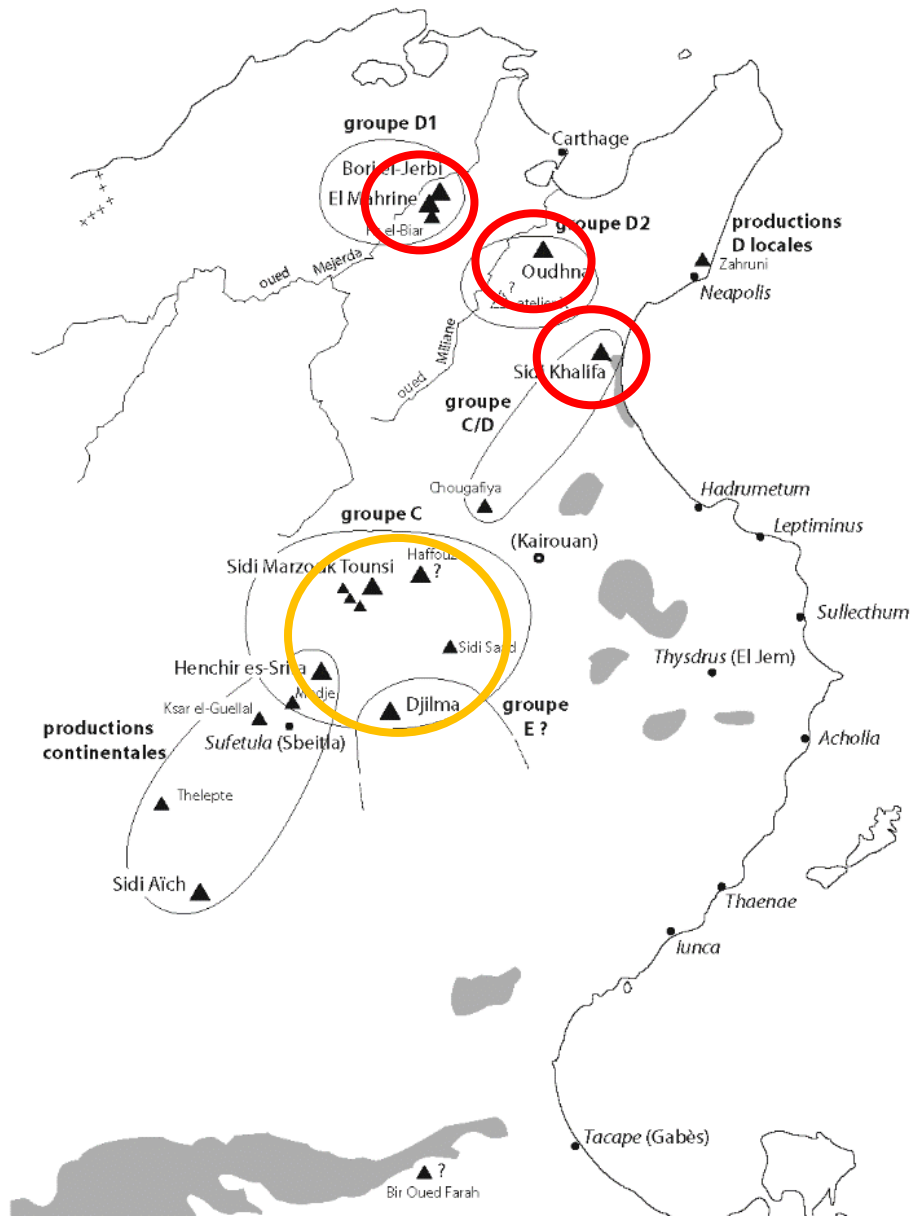 groupe D1
Carthage
Borj el-Jerbi
El Mahrine
el-Biar
groupe D2
productions
D locales
Zahruni
Oudhna
Neapolis
oued Mejerda
?
oued Miliane
Sidi Khalifa
groupe
C/D
Chougafiya
Hadrumetum
groupe C
Leptiminus
(Kairouan)
Haffouz
?
Sidi Marzouk Tounsi
Sullecthum
Sidi Saad
Thysdrus (El Jem)
Henchir es-Srira
Djilma
groupe
E ?
Ksar el-Guellal
productions
continentales
Sufetula (Sbeitla)
Acholla
Thelepte
Sidi Aïch
Thaenae
Iunca
Tacape (Gabès)
?
Bir Oued Farah